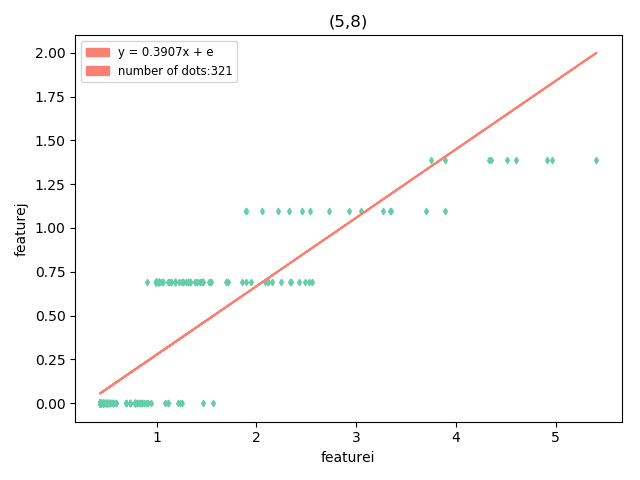 (5,8)
y = 0.3907x + e
number of dots:321
2.00
1.75
1.50
1.25
1.00
0.75
0.50
0.25
0.00
featurej
1 2 3 4 5
featurei